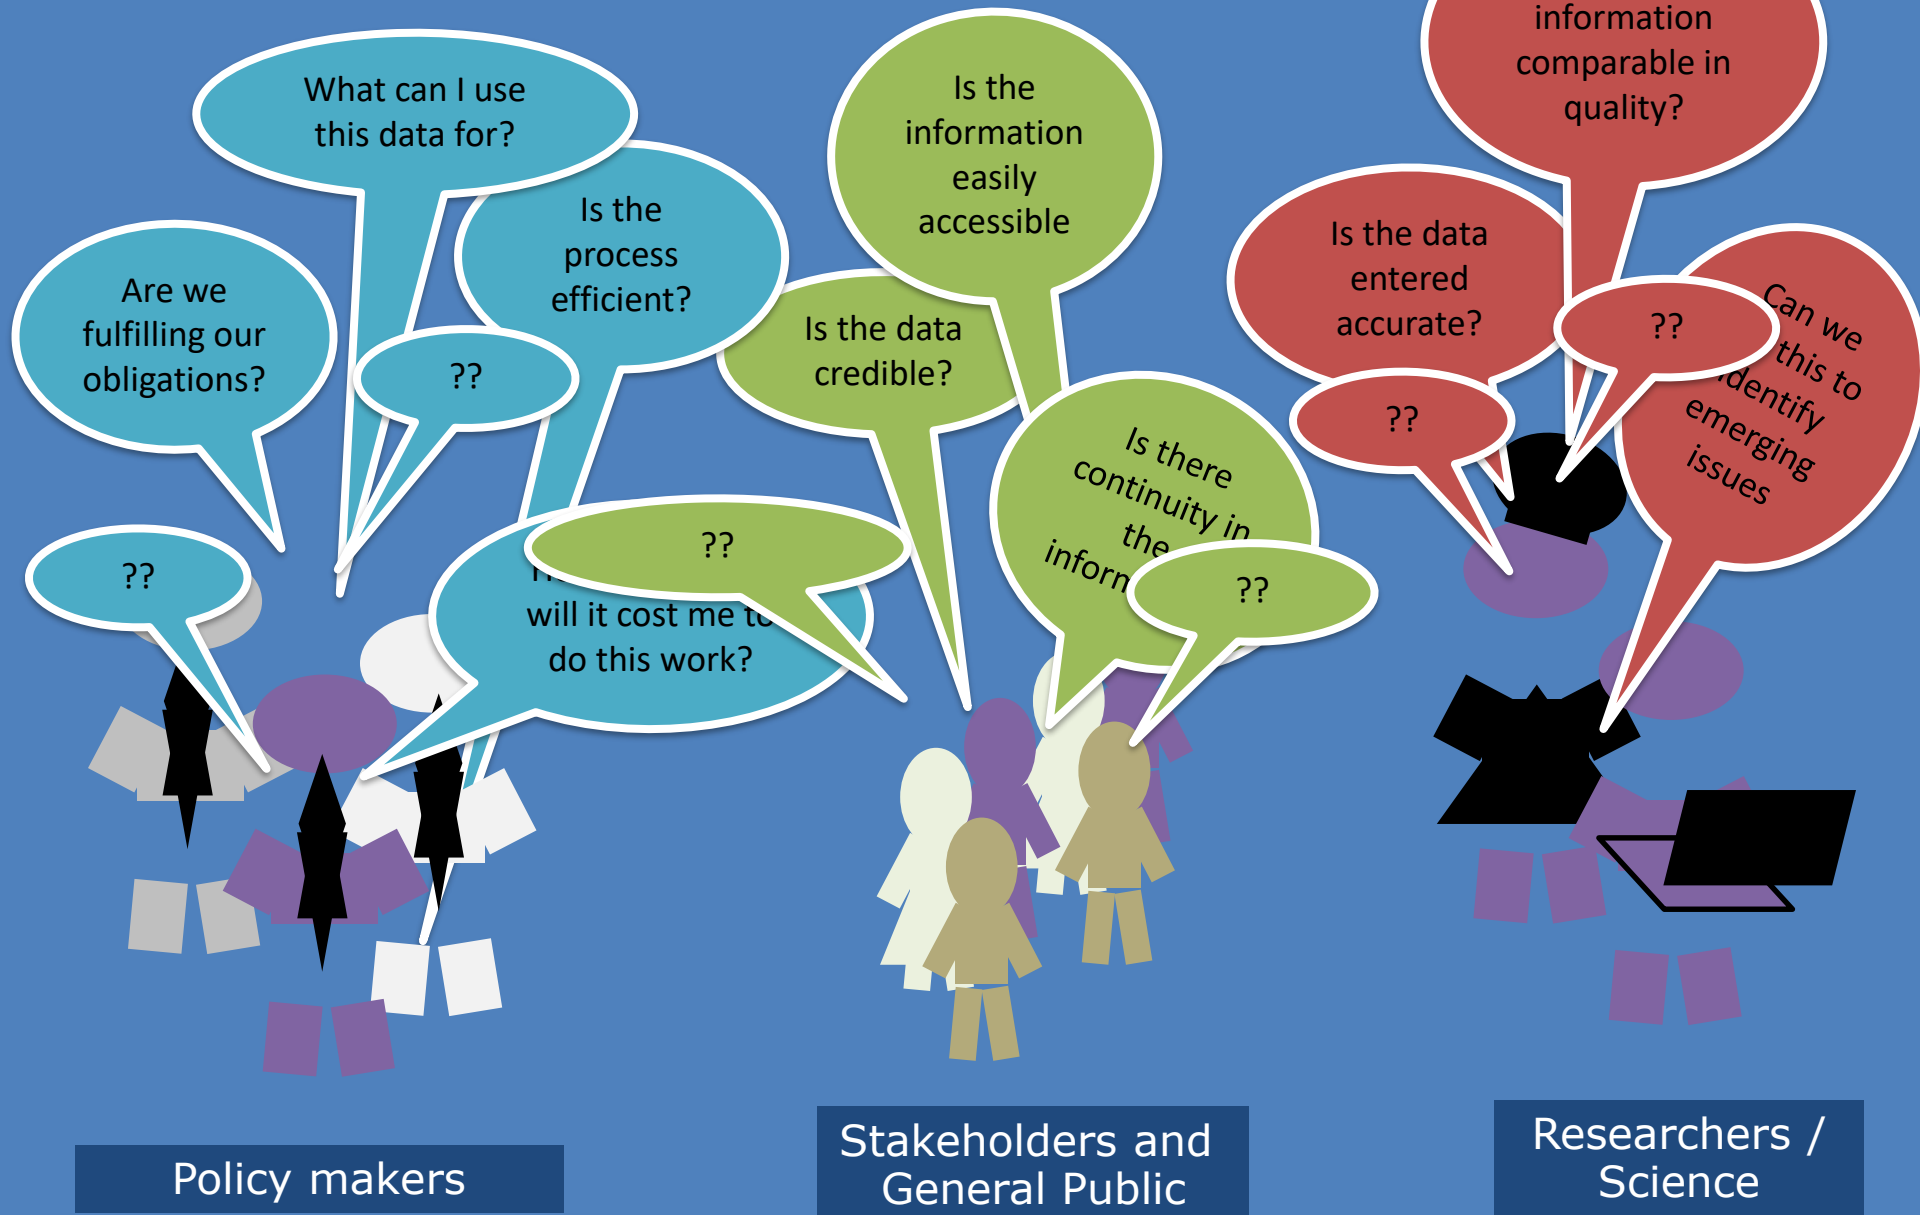 What can I use
this data for?
Is the
process
efficient?
Are we
fulfilling our
obligations?
??
??
will it cost me to
do this work?
Is the
information
easily
accessible
Is the data
credible?
??
Is there
continuity in
the
??
information
comparable in
quality?
Is the data
entered
accurate?
??
??
Can we
this to
identify
emerging
issues
Policy makers
Stakeholders and
General Public
Researchers /
Science